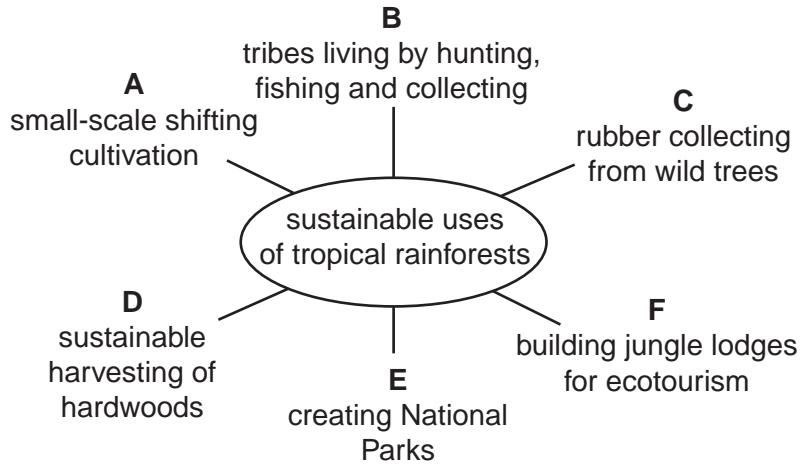 B
tribes living by hunting,
fishing and collecting
A
small-scale shifting
cultivation
C
rubber collecting
from wild trees
sustainable uses
of tropical rainforests
D
sustainable
harvesting of
hardwoods
E
creating National
Parks
F
building jungle lodges
for ecotourism